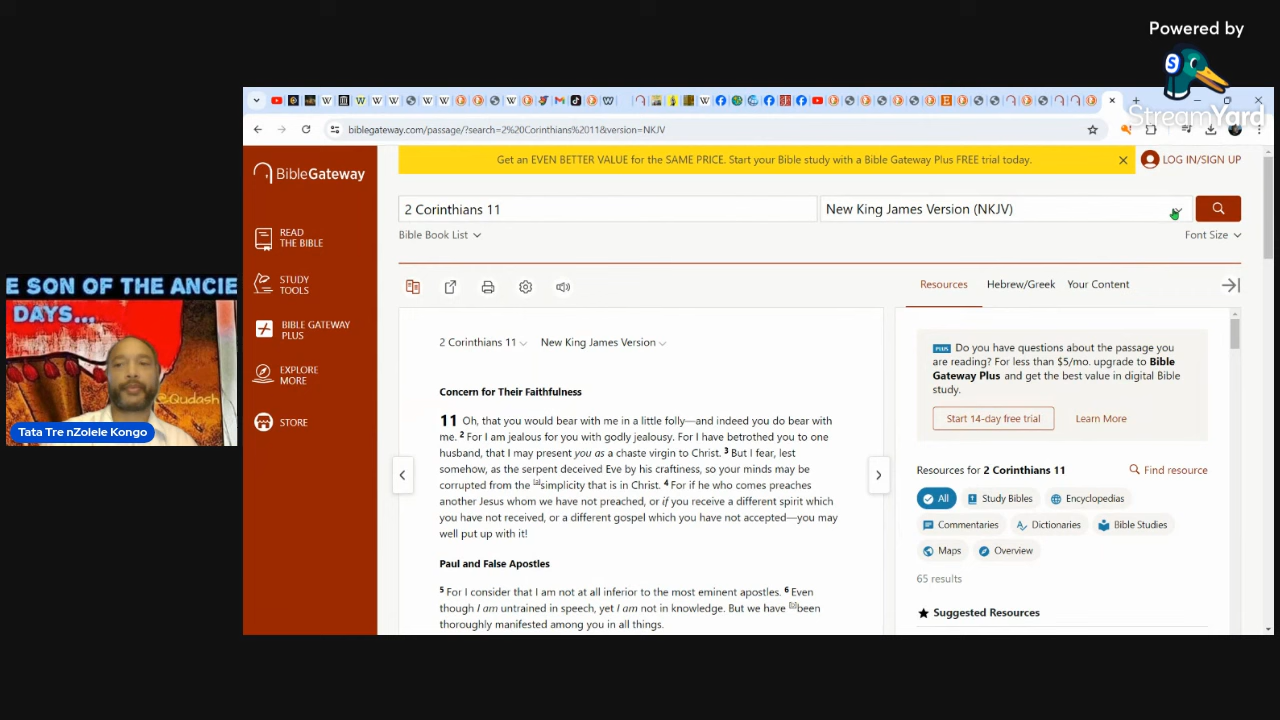 Powered by
S
StreamYard
biblegateway.com/passage/?search=2%20Corinthians%2011&version=NKJV
BibleGateway
Get an EVEN BETTER VALUE for the SAME PRICE. Start your Bible study with a Bible Gateway Plus FREE trial today.
LOG IN/SIGN UP
2 Corinthians 11
New King James Version (NKJV)
Bible Book List
Font Size
READ
THE BIBLE
STUDY
TOOLS
BIBLE GATEWAY
PLUS
EXPLORE
MORE
STORE
Resources
Hebrew/Greek
Your Content
2 Corinthians 11
New King James Version
Concern for Their Faithfulness
11 Oh, that you would bear with me in a little folly—and indeed you do bear with
me. 2 For I am jealous for you with godly jealousy. For I have betrothed you to one
husband, that I may present you as a chaste virgin to Christ. 3 But I fear, lest
somehow, as the serpent deceived Eve by his craftiness, so your minds may be
corrupted from the [a]simplicity that is in Christ. 4 For if he who comes preaches
another Jesus whom we have not preached, or if you receive a different spirit which
you have not received, or a different gospel which you have not accepted—you may
well put up with it!
Paul and False Apostles
5 For I consider that I am not at all inferior to the most eminent apostles. 6 Even
though I am untrained in speech, yet I am not in knowledge. But we have [b]been
thoroughly manifested among you in all things.
PLUS Do you have questions about the passage
you are reading? For less than $5/mo. upgrade to Bible
Gateway Plus and get the best value in digital Bible
study.
Start 14-day free trial
Learn More
Resources for 2 Corinthians 11
Find resource
All
Study Bibles
Encyclopedias
Commentaries
Dictionaries
Bible Studies
Maps
Overview
65 results
Suggested Resources
E SON OF THE ANCIE
DAYS...
Qudash
Tata Tre nZolele Kongo